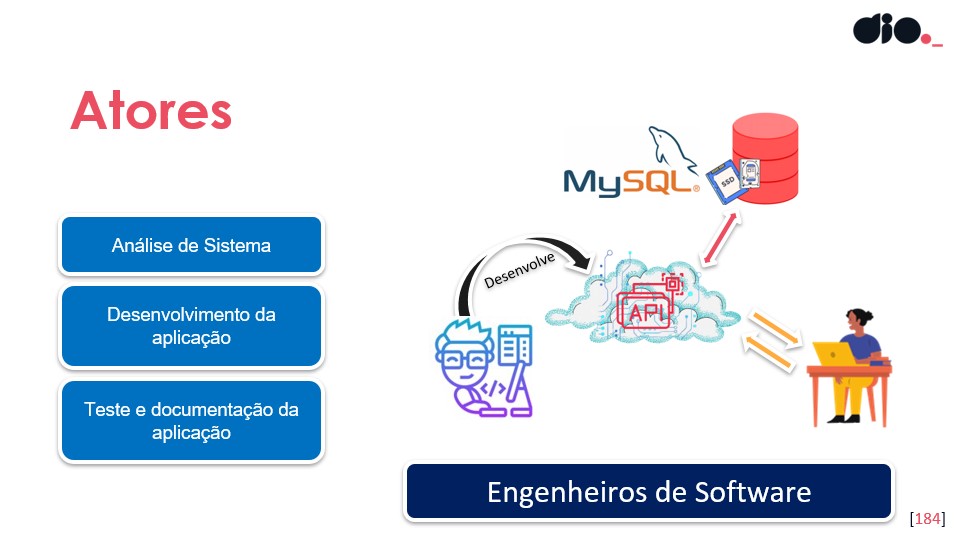 dio._
Atores
MySQL®
SSD
Análise de Sistema
Desenvolve
Desenvolvimento da
aplicação
API
</>
Teste e documentação da
aplicação
Engenheiros de Software
[184]